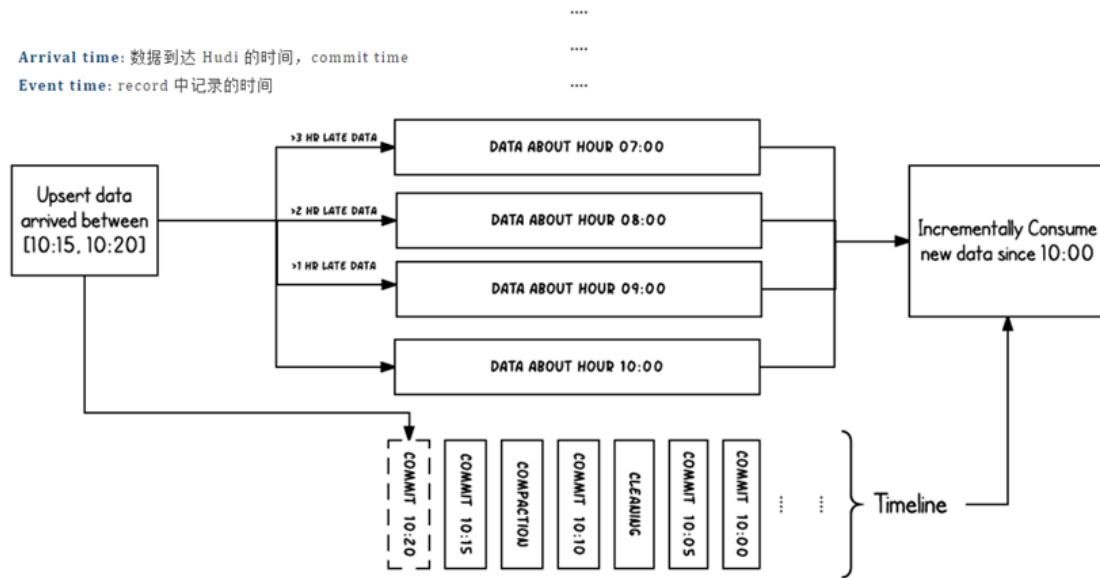 ....
....
....
Arrival time: 数据到达 Hudi 的时间，commit time
Event time: record 中记录的时间
Upsert data
arrived between
[10:15, 10:20]
>3 HR LATE DATA
>2 HR LATE DATA
>1 HR LATE DATA
DATA ABOUT HOUR 07:00
DATA ABOUT HOUR 08:00
DATA ABOUT HOUR 09:00
DATA ABOUT HOUR 10:00
Incrementally Consume
new data since 10:00
COMMIT 10:20
COMMIT 10:15
COMPACTION
COMMIT 10:10
CLEANING
COMMIT 10:05
COMMIT 10:00
....
....
Timeline